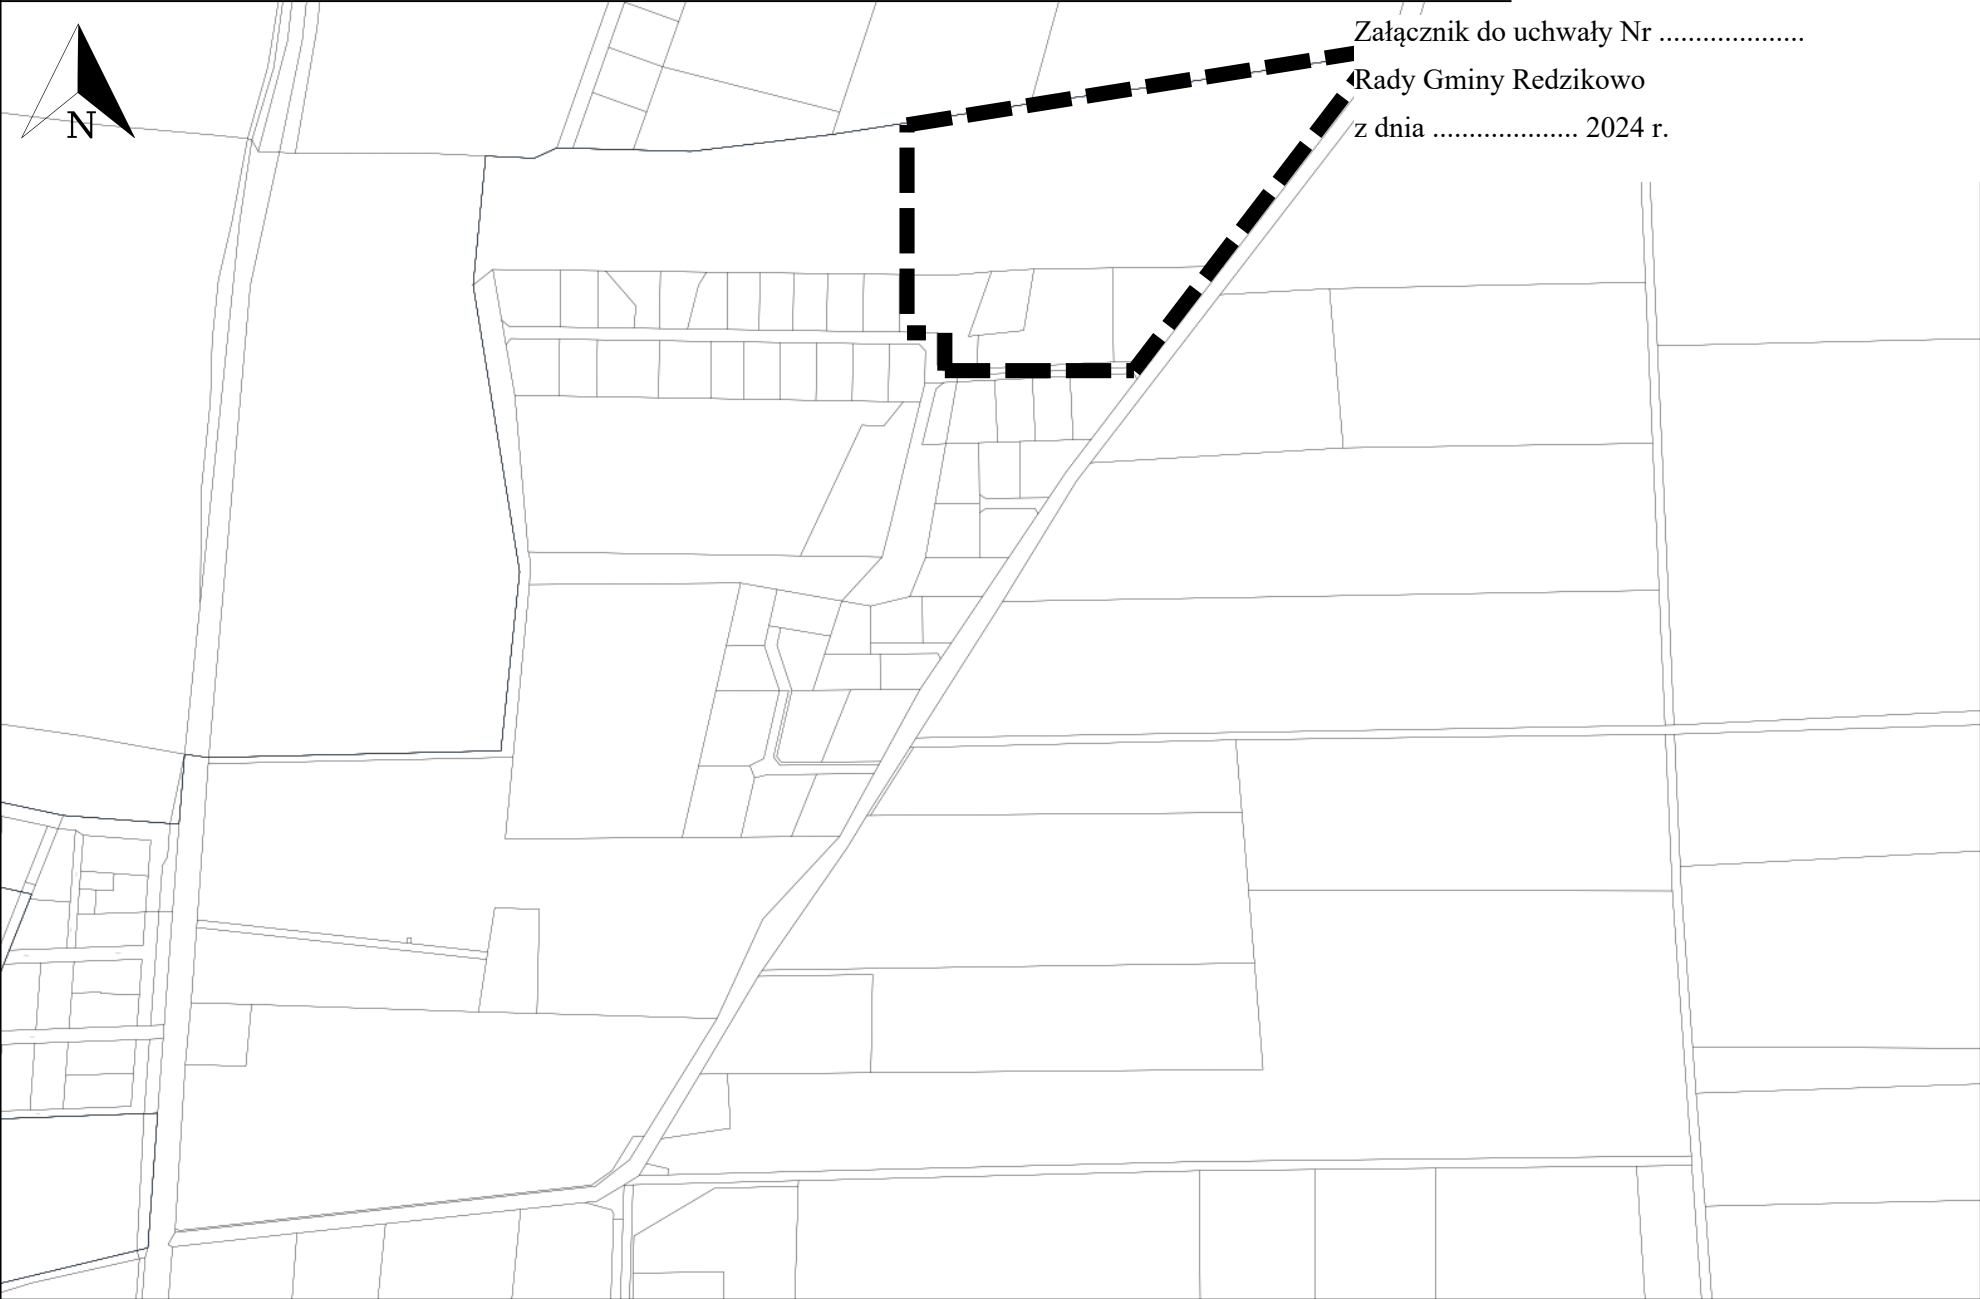 Załącznik do uchwały Nr ....................
Rady Gminy Redzikowo
z dnia .................... 2024 r.
N